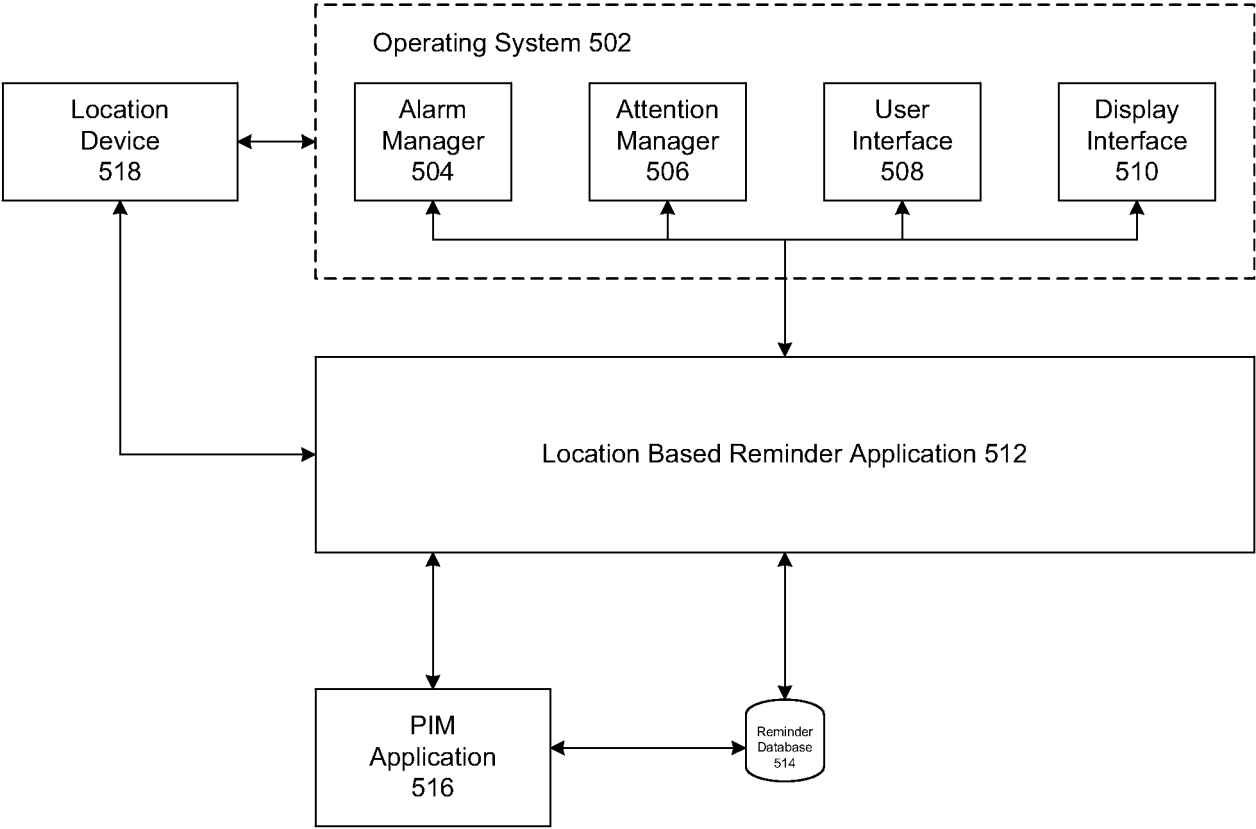 Operating System 502
Location
Device
518
Alarm
Manager
504
Attention
Manager
506
User
Interface
508
Display
Interface
510
Location Based Reminder Application 512
PIM
Application
516
Reminder
Database
514